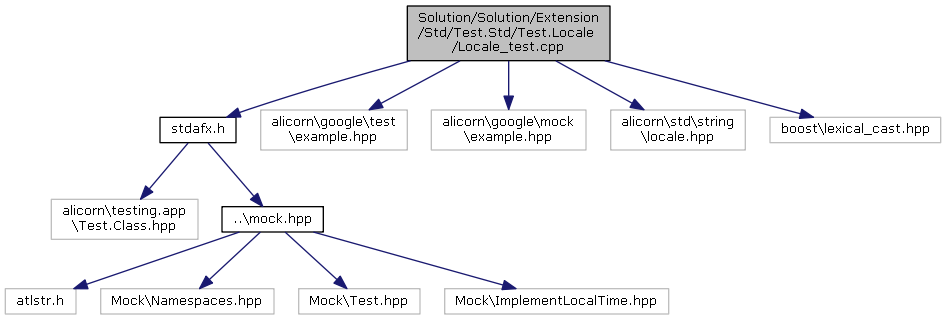 Solution/Solution/Extension
/Std/Test.Std/Test.Locale
/Locale_test.cpp
stdafx.h
alicorn\google\test
\example.hpp
alicorn\google\mock
\example.hpp
alicorn\std\string
\locale.hpp
boost\lexical_cast.hpp
alicorn\testing.app
\Test.Class.hpp
..\mock.hpp
atlstr.h
Mock\Namespaces.hpp
Mock\Test.hpp
Mock\ImplementLocalTime.hpp